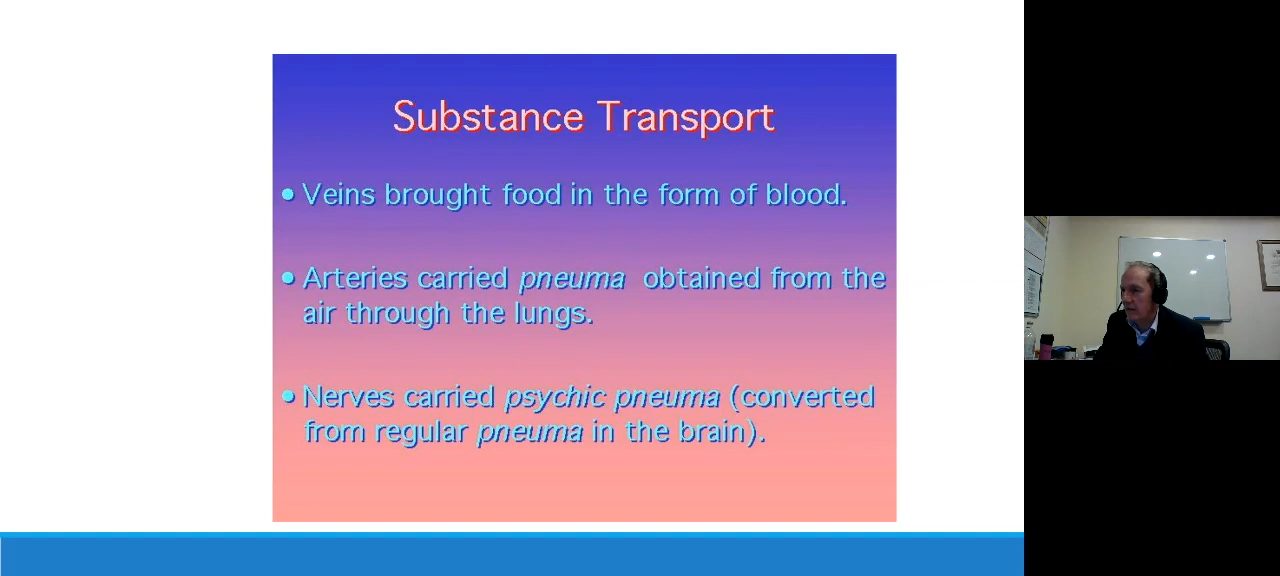 Substance Transport
• Veins brought food in the form of blood.
• Arteries carried pneuma obtained from the
air through the lungs.
• Nerves carried psychic pneuma (converted
from regular pneuma in the brain).